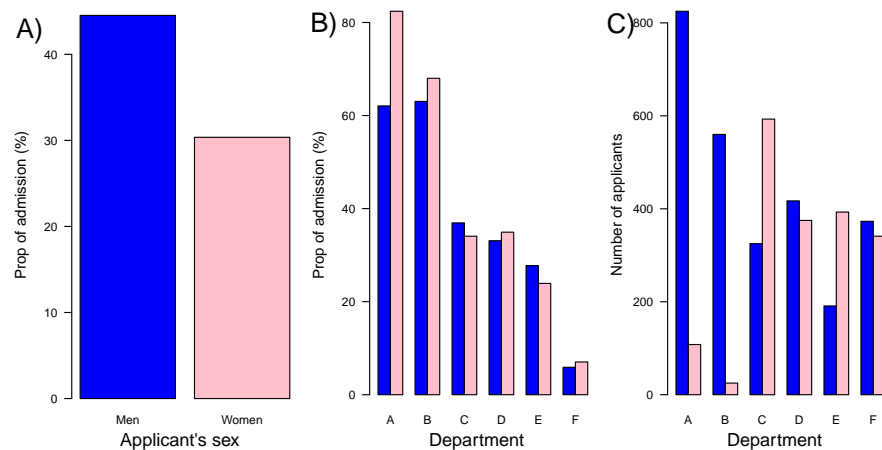 A)
Prop of admission (%)
40
30
20
10
0
Men Women
Applicant's sex
B)
Prop of admission (%)
80
60
40
20
0
A B C D E F
Department
C)
Number of applicants
800
600
400
200
0
A B C D E F
Department